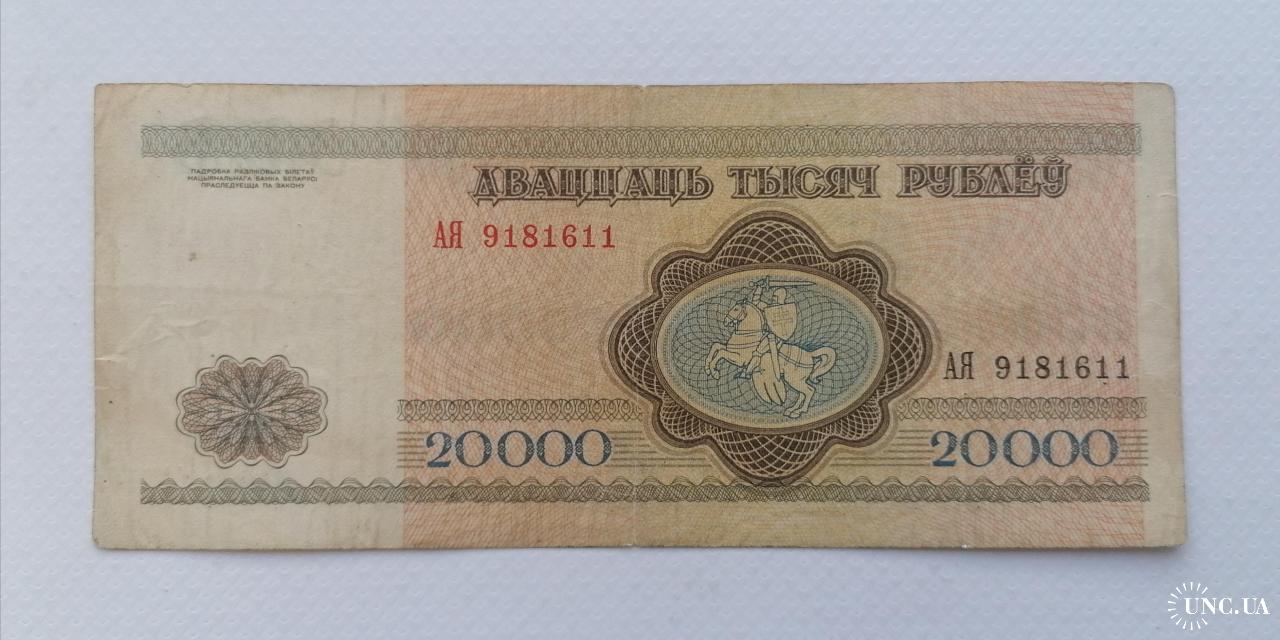 ПАДРОБКА РАЗЛІКОВЫХ БІЛЕТАЎ
НАЦЫЯНАЛЬНАГА БАНКА БЕЛАРУСІ
ПРАСЛЕДУЕЦЦА ПА ЗАКОНУ
ДВАЦЦАЦЬ ТЫСЯЧ РУБЛЁЎ
АЯ 9181611
АЯ 9181611
20000 20000
UNC.UA